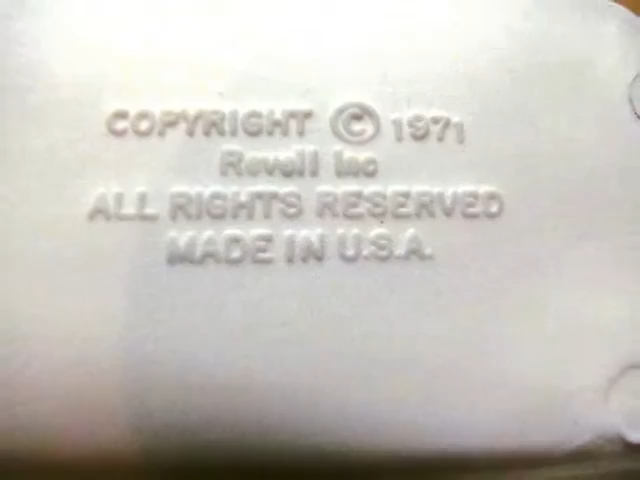 COPYRIGHT © 1971
Revell Inc
ALL RIGHTS RESERVED
MADE IN U.S.A.